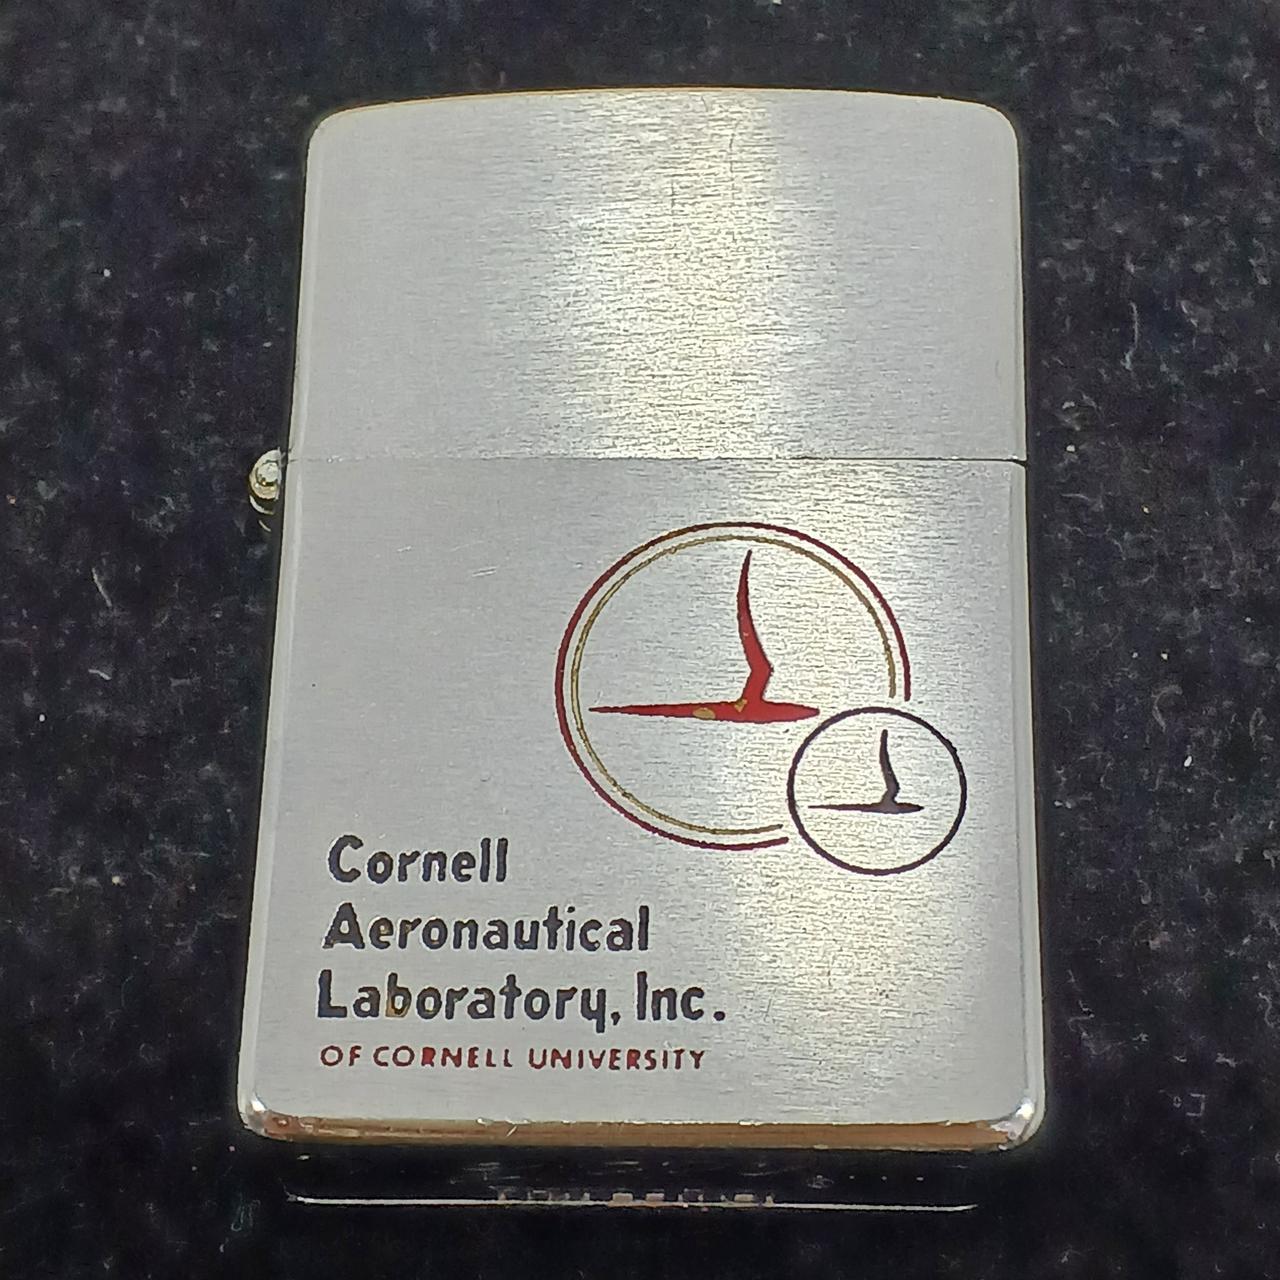 Cornell
Aeronautical
Laboratory, Inc.
OF CORNELL UNIVERSITY